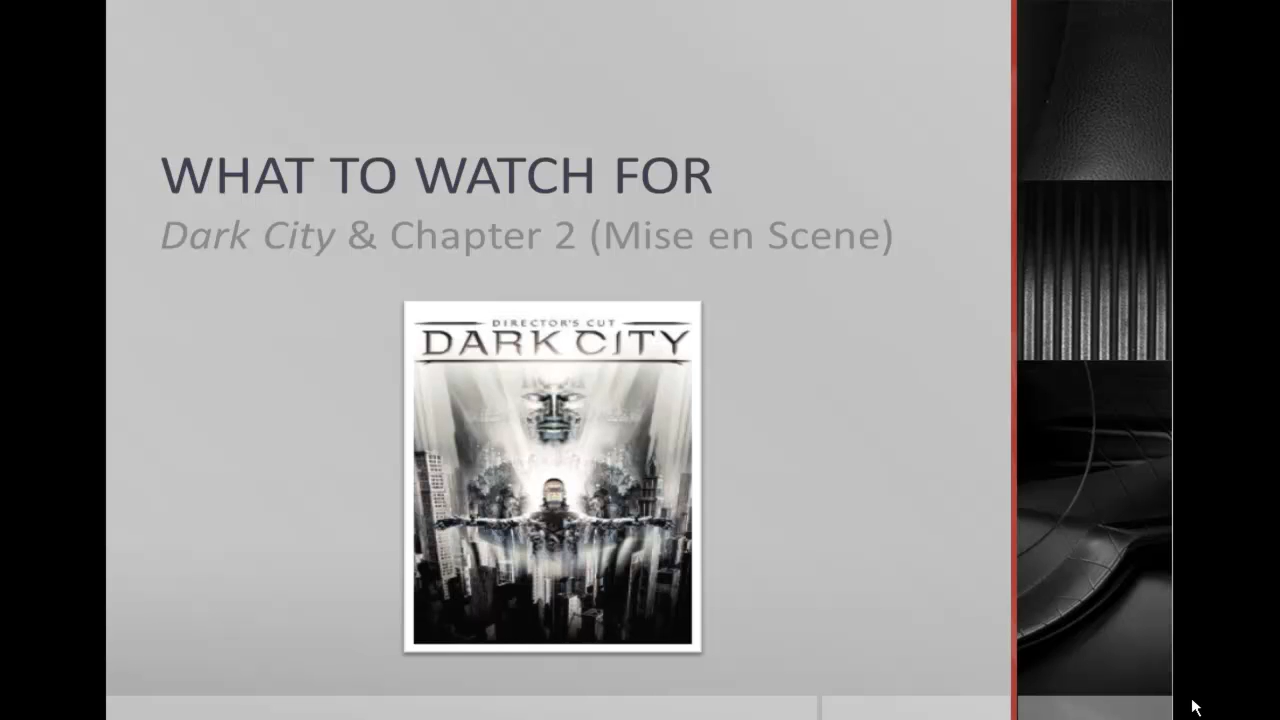 WHAT TO WATCH FOR
Dark City & Chapter 2 (Mise en Scene)
DIRECTOR'S CUT
DARK CITY